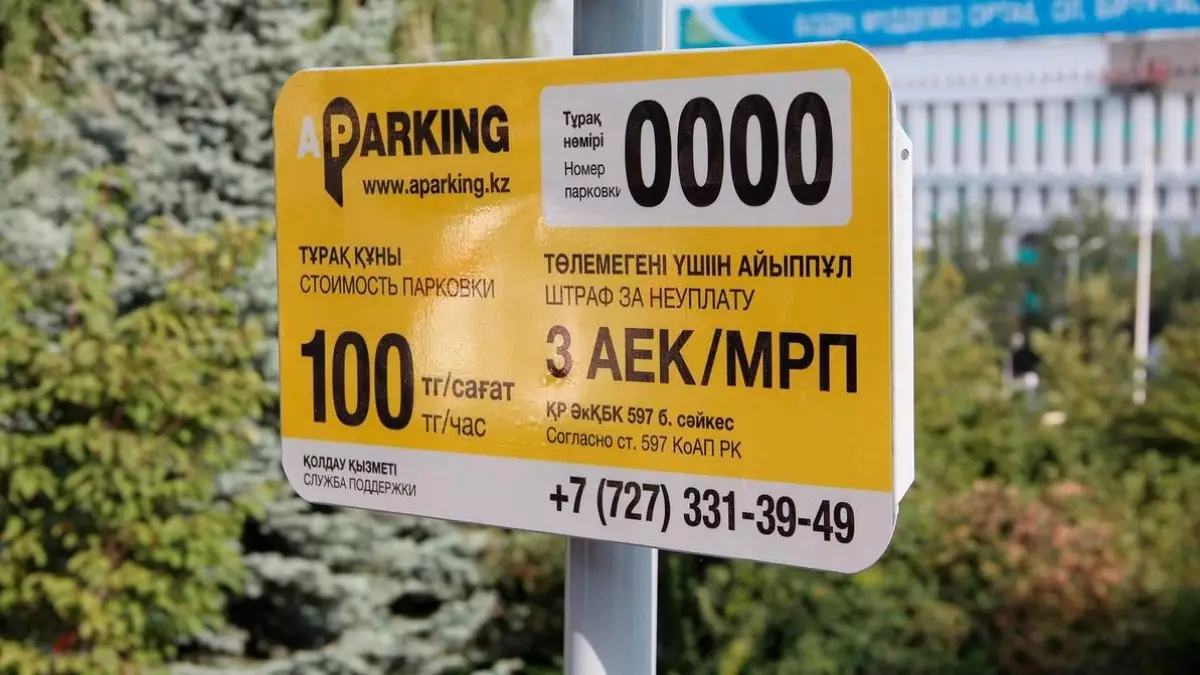 APARKING
www.aparking.kz
Тұрақ
нөмірі
Номер
парковки
0000
ТҰРАҚ ҚҰНЫ
СТОИМОСТЬ ПАРКОВКИ
100 тг/сағат
тг/час
ТӨЛЕМЕГЕНІ ҮШІІН АЙЫППҰЛ
ШТРАФ ЗА НЕУПЛАТУ
3 АЕК/МРП
ҚР ӘкҚБК 597 б. сәйкес
Согласно ст. 597 КоАП РК
ҚОЛДАУ ҚЫЗМЕТІ
СЛУЖБА ПОДДЕРЖКИ
+7 (727) 331-39-49